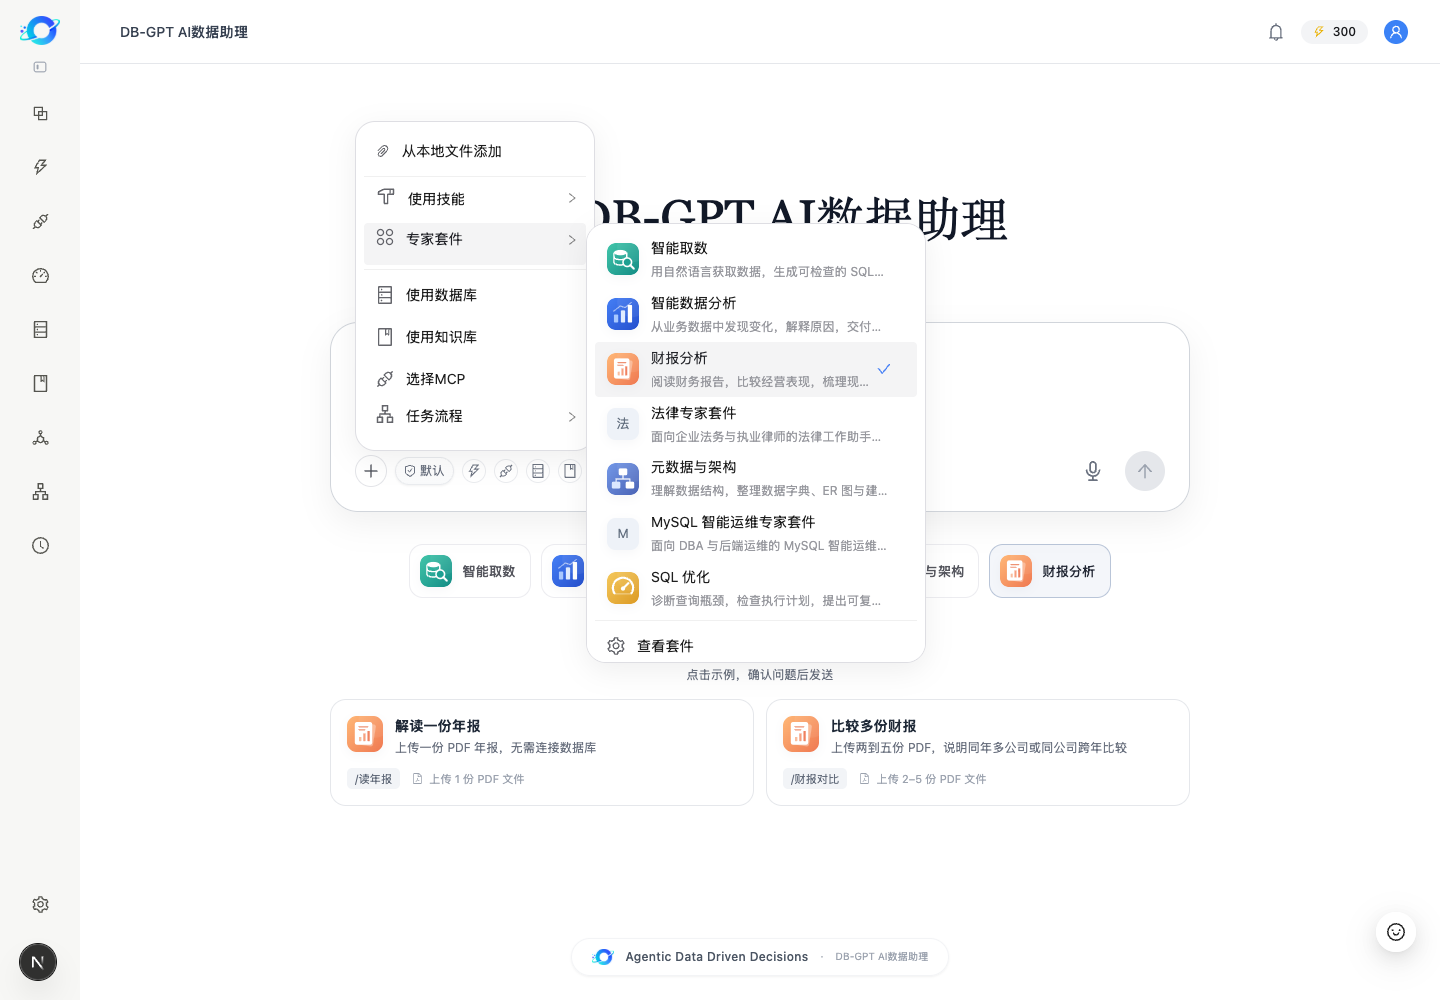 DB-GPT AI数据助理
300
DB-GPT AI数据助理
从本地文件添加
使用技能
专家套件
使用数据库
使用知识库
选择MCP
任务流程
智能取数
用自然语言获取数据，生成可检查的 SQL...
智能数据分析
从业务数据中发现变化，解释原因，交付...
财报分析
阅读财务报告，比较经营表现，梳理现...
法
法律专家套件
面向企业法务与执业律师的法律工作助手...
元数据与架构
理解数据结构，整理数据字典、ER 图与建...
M
MySQL 智能运维专家套件
面向 DBA 与后端运维的 MySQL 智能运维...
SQL 优化
诊断查询瓶颈，检查执行计划，提出可复...
查看套件
默认
智能取数
与架构
财报分析
点击示例，确认问题后发送
解读一份年报
上传一份 PDF 年报，无需连接数据库
/读年报
上传 1 份 PDF 文件
比较多份财报
上传两到五份 PDF，说明同年多公司或同公司跨年比较
/财报对比
上传 2–5 份 PDF 文件
N
Agentic Data Driven Decisions · DB-GPT AI数据助理